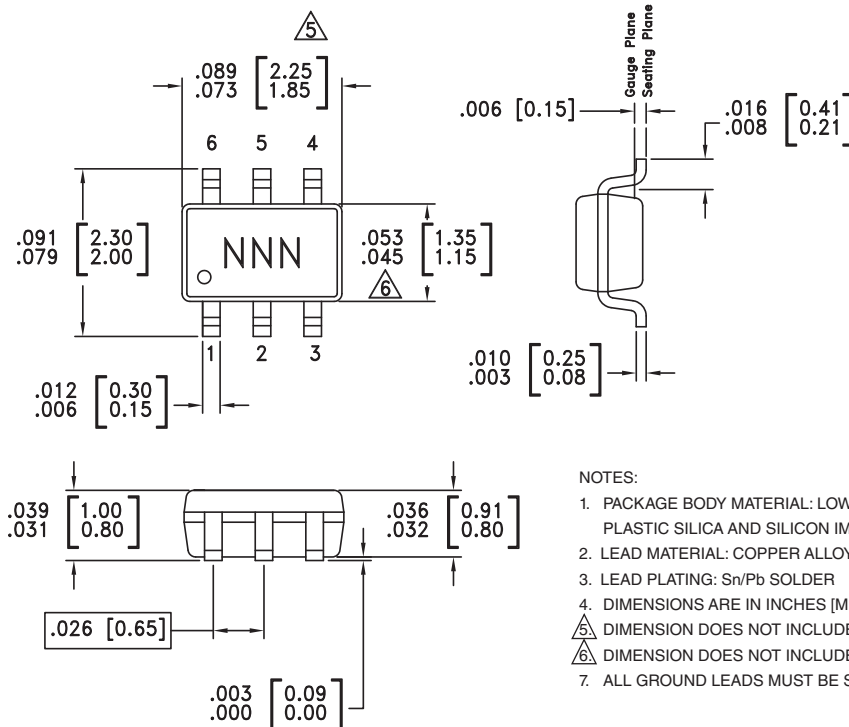 5
.089 [2.25]
.073 [1.85]
6 5 4
.091 [2.30]
.079 [2.00]
NNN
.053 [1.35]
.045 [1.15]
6
1 2 3
.012 [0.30]
.006 [0.15]
Gauge Plane
Seating Plane
.006 [0.15]
.016 [0.41]
.008 [0.21]
.010 [0.25]
.003 [0.08]
.039 [1.00]
.031 [0.80]
.036 [0.91]
.032 [0.80]
.026 [0.65]
.003 [0.09]
.000 [0.00]
NOTES:
1. PACKAGE BODY MATERIAL: LOW
PLASTIC SILICA AND SILICON
2. LEAD MATERIAL: COPPER ALLOY
3. LEAD PLATING: Sn/Pb SOLDER
4. DIMENSIONS ARE IN INCHES
5. DIMENSION DOES NOT INCLUDE
6. DIMENSION DOES NOT INCLUDE
7. ALL GROUND LEADS MUST BE